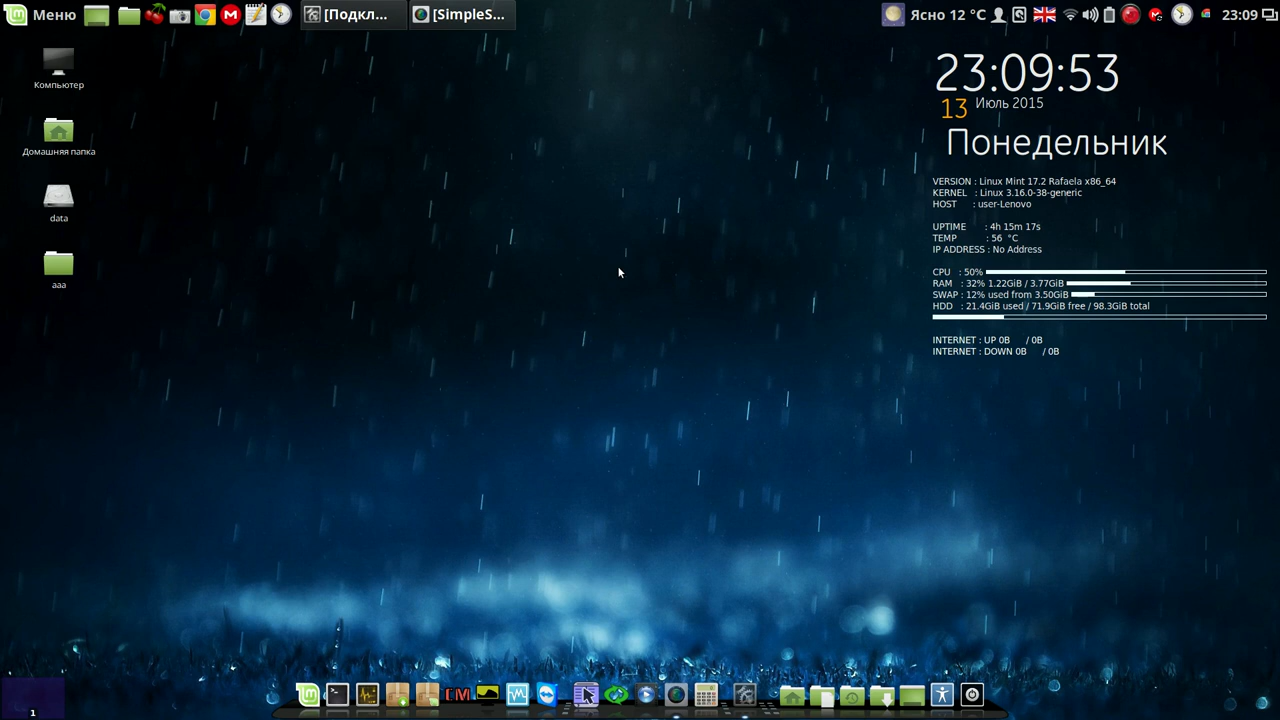 Меню
[Подкл...
[SimpleS...
Ясно 12 °C
23:09
Компьютер
Домашняя папка
data
aaa
23:09:53
13 Июль 2015
Понедельник
VERSION : Linux Mint 17.2 Rafaela x86_64
KERNEL : Linux 3.16.0-38-generic
HOST : user-Lenovo
UPTIME : 4h 15m 17s
TEMP : 56 °C
IP ADDRESS : No Address
CPU : 50%
RAM : 32% 1.22GiB / 3.77GiB
SWAP : 12% used from 3.50GiB
HDD : 21.4GiB used / 71.9GiB free / 98.3GiB total
INTERNET : UP 0B / 0B
INTERNET : DOWN 0B / 0B
CM
1